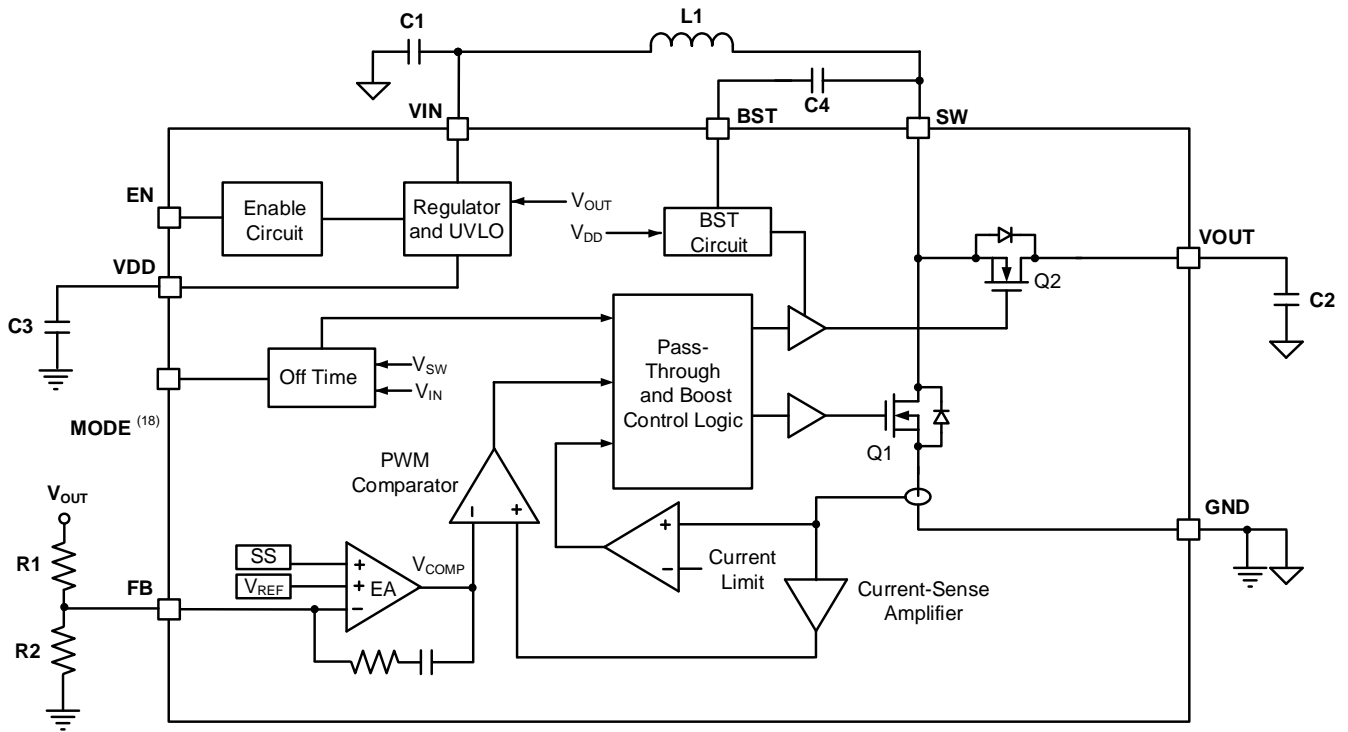 L1
C1
C4
VIN
BST
SW
EN
Enable
Circuit
Regulator
and UVLO
VOUT
VDD
BST
Circuit
VOUT
VDD
Q2
C2
C3
Pass-
Through
and Boost
Control Logic
Off Time
VSW
VIN
MODE (18)
Q1
PWM
Comparator
VOUT
GND
R1
SS
VREF
+
+
−
EA
VCOMP
−
+
+
−
Current
Limit
Current-Sense
Amplifier
FB
R2